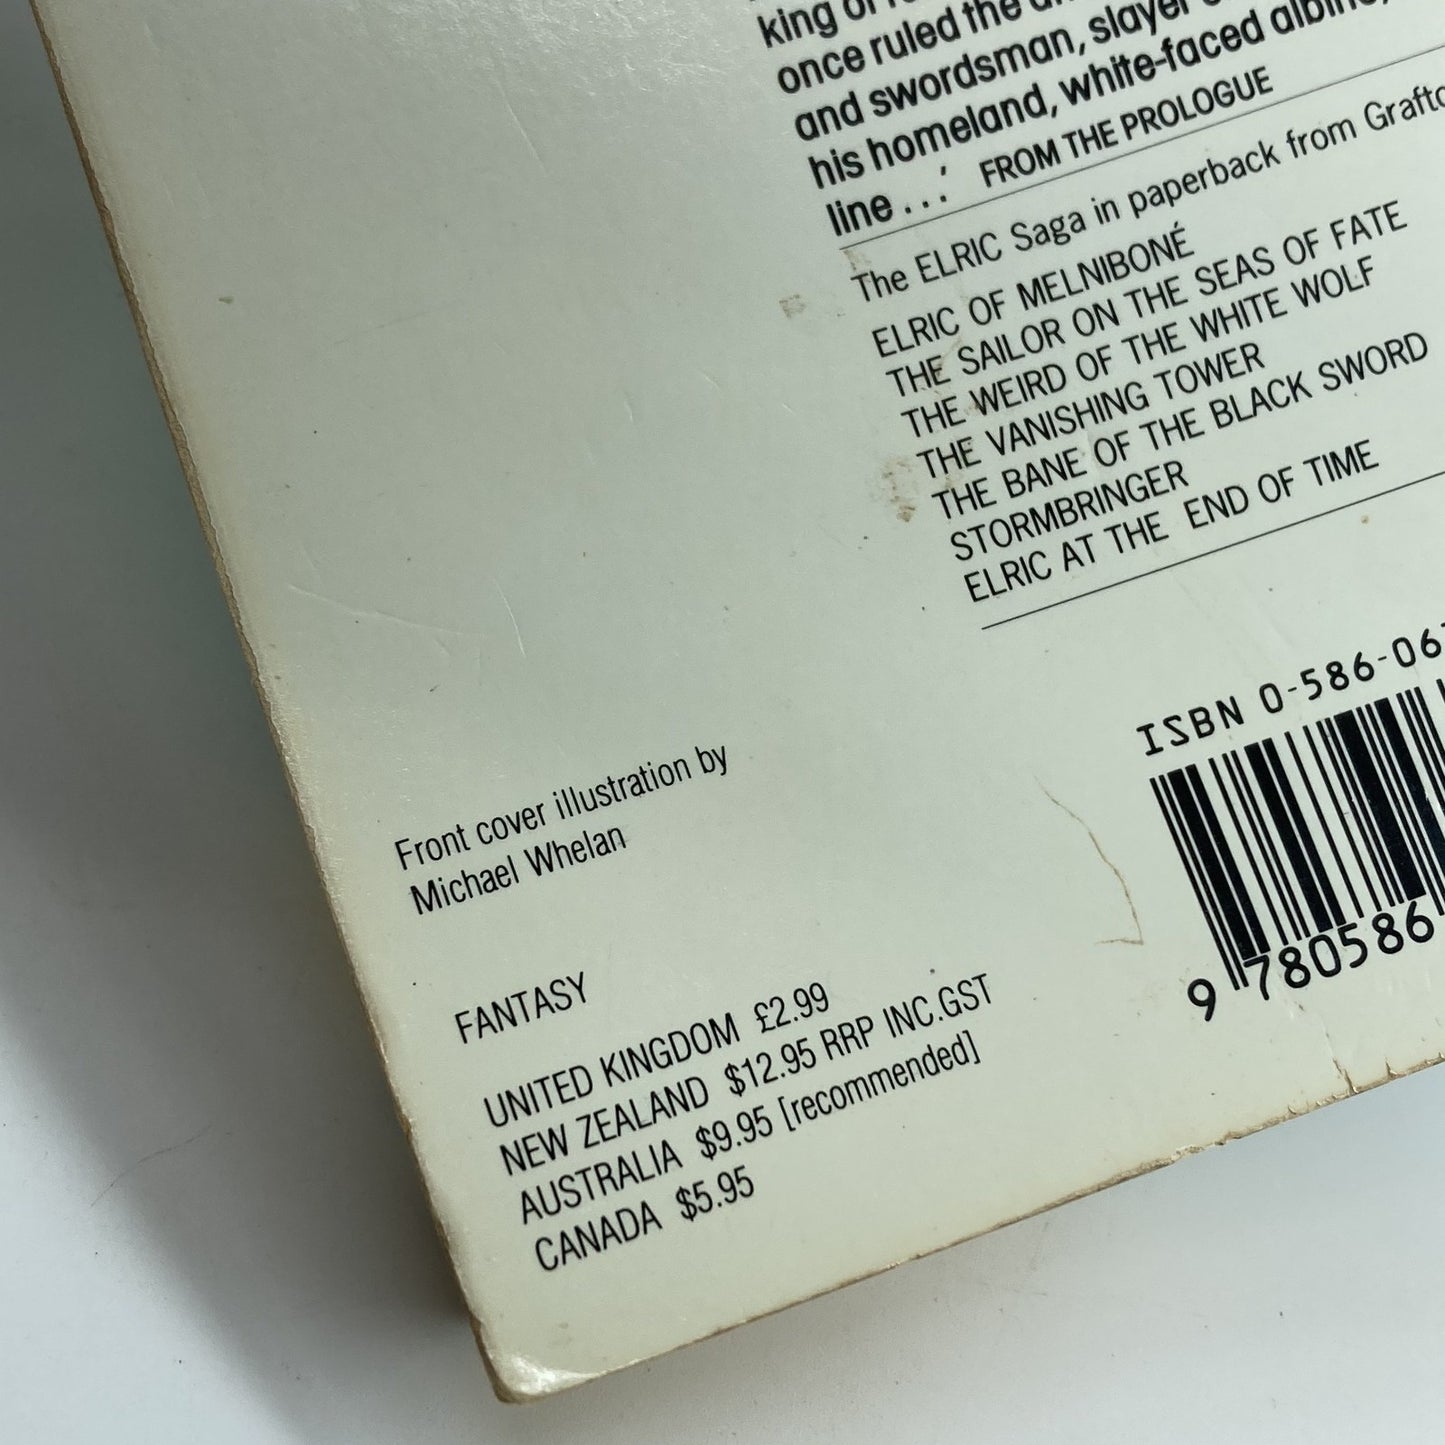 king of
once ruled the
and swordsman, slayer
his homeland, white-faced albino,
line . . .' FROM THE PROLOGUE
The ELRIC Saga in paperback from
ELRIC OF MELNIBONÉ
THE SAILOR ON THE SEAS OF FATE
THE WEIRD OF THE WHITE WOLF
THE VANISHING TOWER
THE BANE OF THE BLACK SWORD
STORMBRINGER
ELRIC AT THE END OF TIME
ISBN 0-586-06
9 780586
Front cover illustration by
Michael Whelan
FANTASY
UNITED KINGDOM £2.99
NEW ZEALAND $12.95 RRP INC.GST
AUSTRALIA $9.95 [recommended]
CANADA $5.95